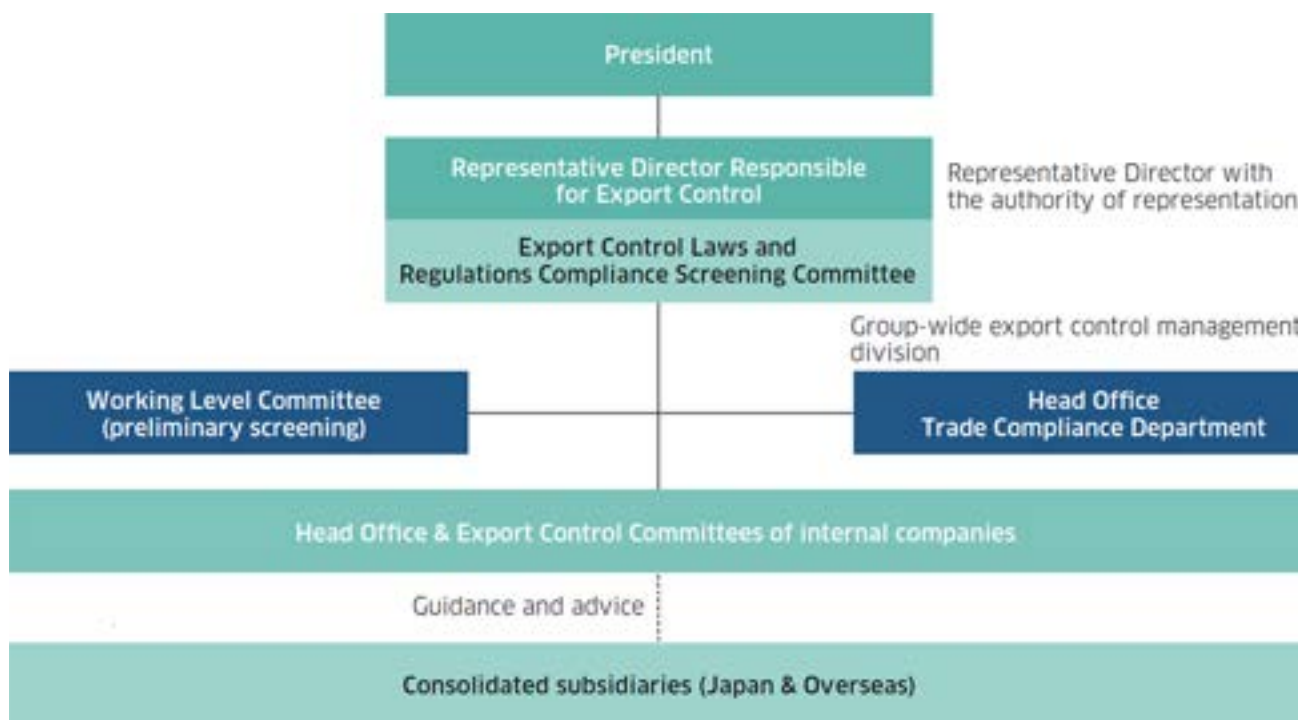 President
Representative Director Responsible
for Export Control
Representative Director with
the authority of representation
Export Control Laws and
Regulations Compliance Screening Committee
Group-wide export control management
division
Working Level Committee
(preliminary screening)
Head Office
Trade Compliance Department
Head Office & Export Control Committees of internal companies
Guidance and advice
Consolidated subsidiaries (Japan & Overseas)